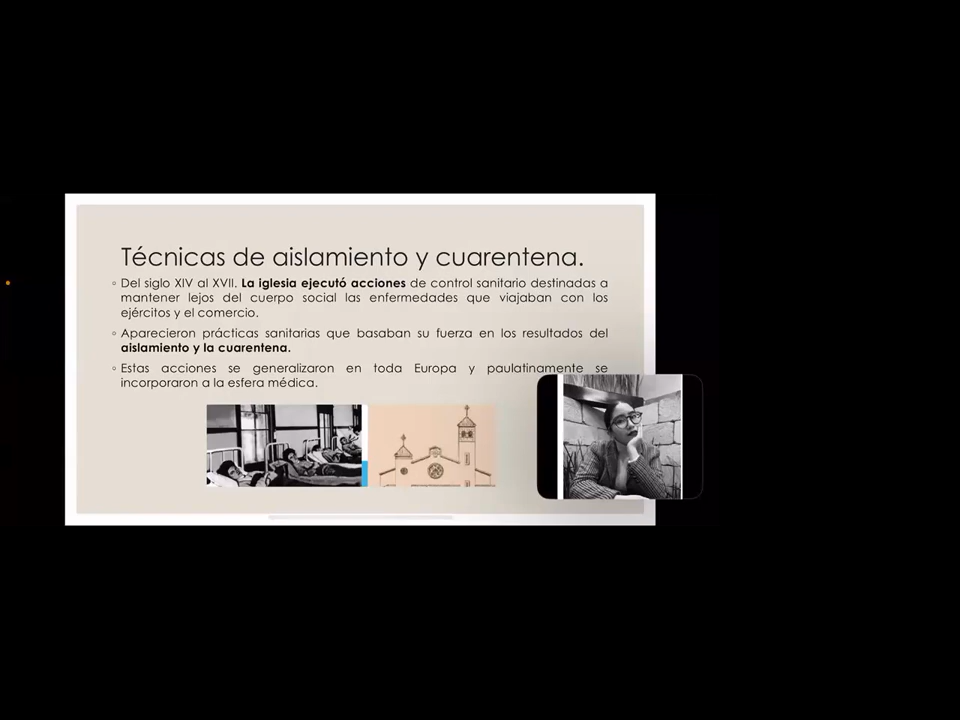 Técnicas de aislamiento y cuarentena.
◦ Del siglo XIV al XVII. La iglesia ejecutó acciones de control sanitario destinadas a
mantener lejos del cuerpo social las enfermedades que viajaban con los
ejércitos y el comercio.
◦ Aparecieron prácticas sanitarias que basaban su fuerza en los resultados del
aislamiento y la cuarentena.
◦ Estas acciones se generalizaron en toda Europa y paulatinamente se
incorporaron a la esfera médica.